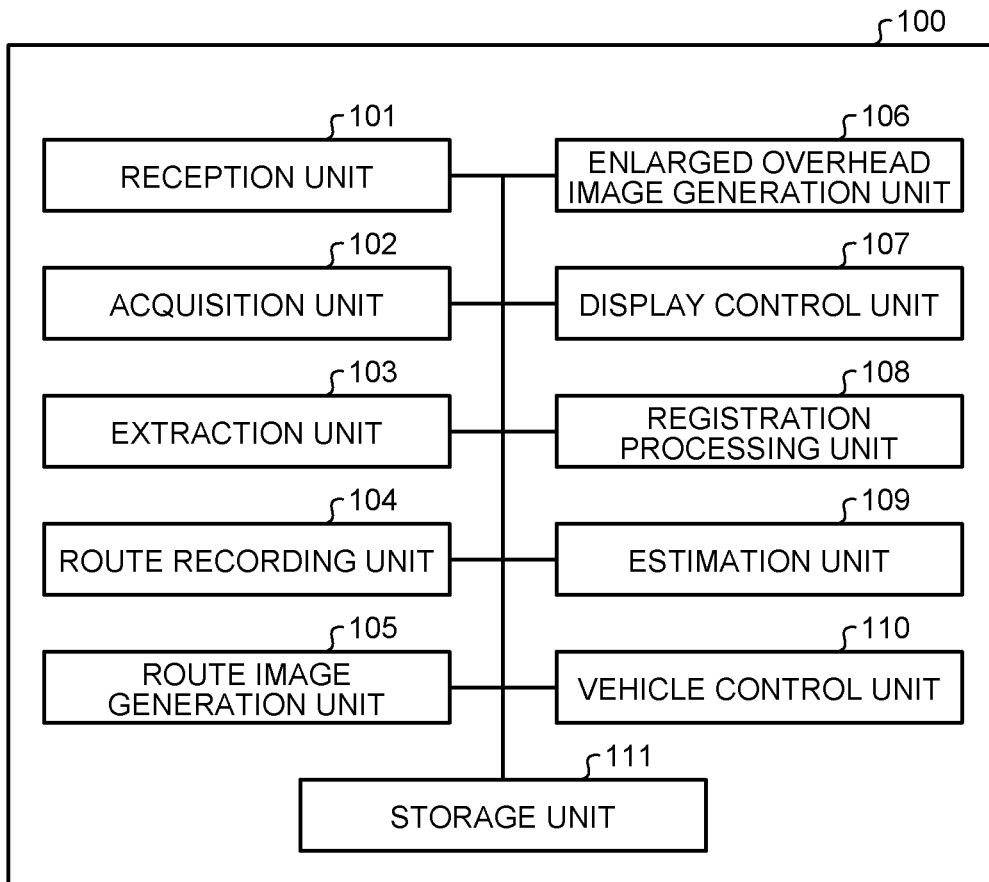 100
101
RECEPTION UNIT
102
ACQUISITION UNIT
103
EXTRACTION UNIT
104
ROUTE RECORDING UNIT
105
ROUTE IMAGE
GENERATION UNIT
106
ENLARGED OVERHEAD
IMAGE GENERATION UNIT
107
DISPLAY CONTROL UNIT
108
REGISTRATION
PROCESSING UNIT
109
ESTIMATION UNIT
110
VEHICLE CONTROL UNIT
111
STORAGE UNIT